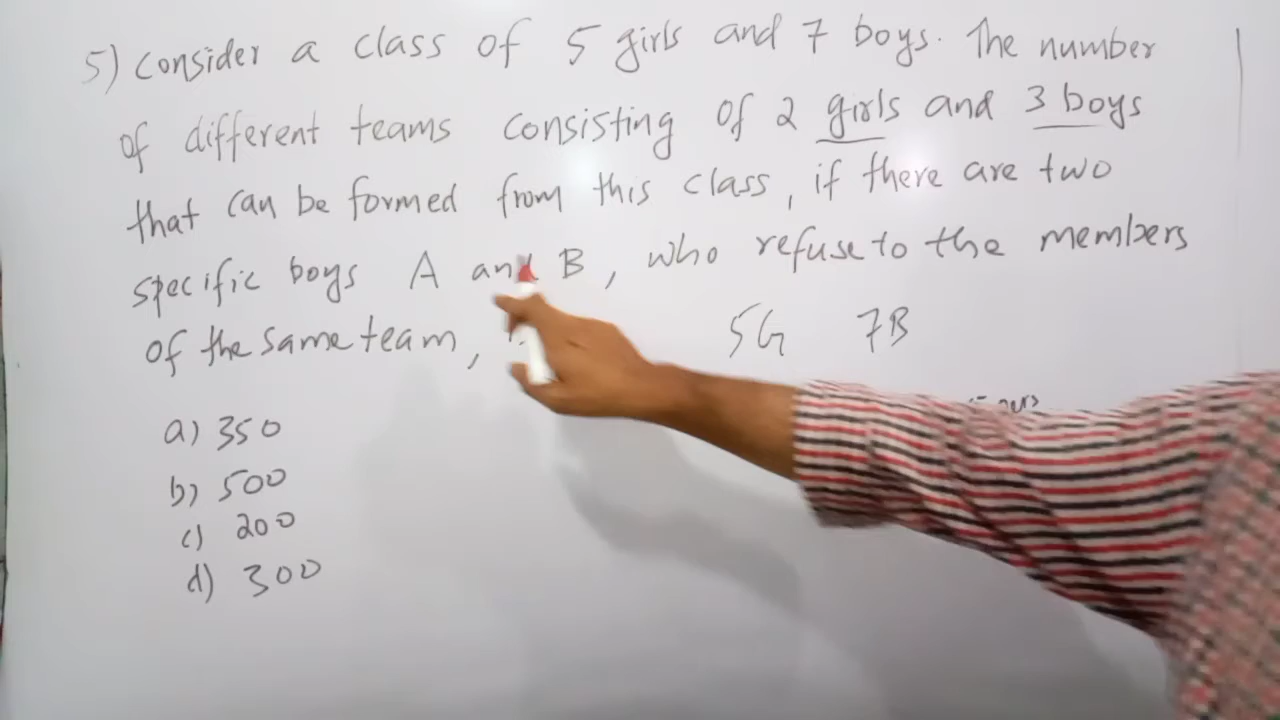 5) Consider a class of 5 girls and 7 boys. The number
of different teams consisting of 2 girls and 3 boys
that can be formed from this class, if there are two
specific boys A and B, who refuse to the members
of the same team,
5G 7B
a) 350
b) 500
c) 200
d) 300